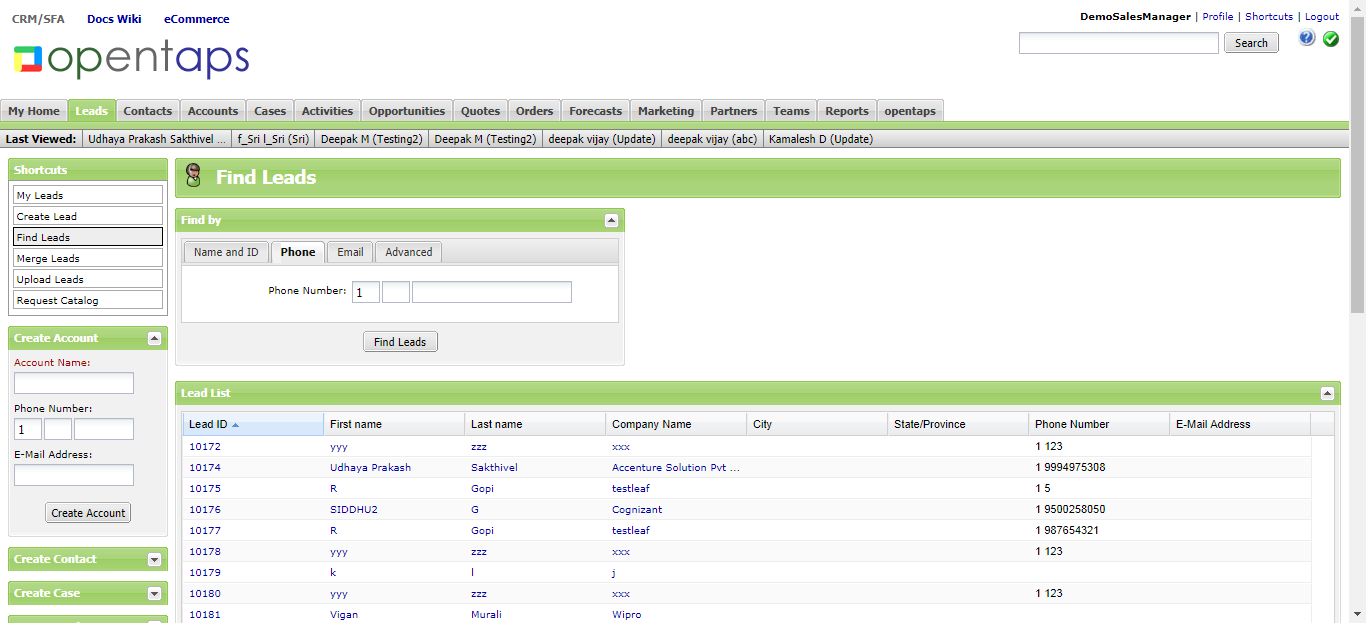 CRM/SFA Docs Wiki eCommerce
DemoSalesManager | Profile | Shortcuts | Logout
opentaps
Search
My Home Leads Contacts Accounts Cases Activities Opportunities Quotes Orders Forecasts Marketing Partners Teams Reports opentaps
Last Viewed: Udhaya Prakash Sakthivel ... f_Sri l_Sri (Sri) Deepak M (Testing2) Deepak M (Testing2) deepak vijay (Update) deepak vijay (abc) Kamalesh D (Update)
Shortcuts
My Leads
Create Lead
Find Leads
Merge Leads
Upload Leads
Request Catalog
Create Account
Account Name:
Phone Number:
1
E-Mail Address:
Create Account
Create Contact
Create Case
Find Leads
Find by
Name and ID Phone Email Advanced
Phone Number: 1
Find Leads
Lead List
Lead ID First name Last name Company Name City State/Province Phone Number E-Mail Address
10172 yyy zzz xxx 1 123
10174 Udhaya Prakash Sakthivel Accenture Solution Pvt ... 1 9994975308
10175 R Gopi testleaf 1 5
10176 SIDDHU2 G Cognizant 1 9500258050
10177 R Gopi testleaf 1 987654321
10178 yyy zzz xxx 1 123
10179 k l j
10180 yyy zzz xxx 1 123
10181 Vigan Murali Wipro